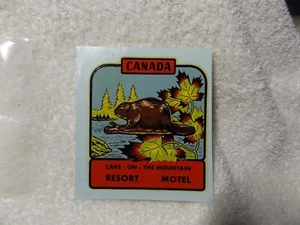 CANADA
LAKE - ON - THE MOUNTAIN
RESORT MOTEL